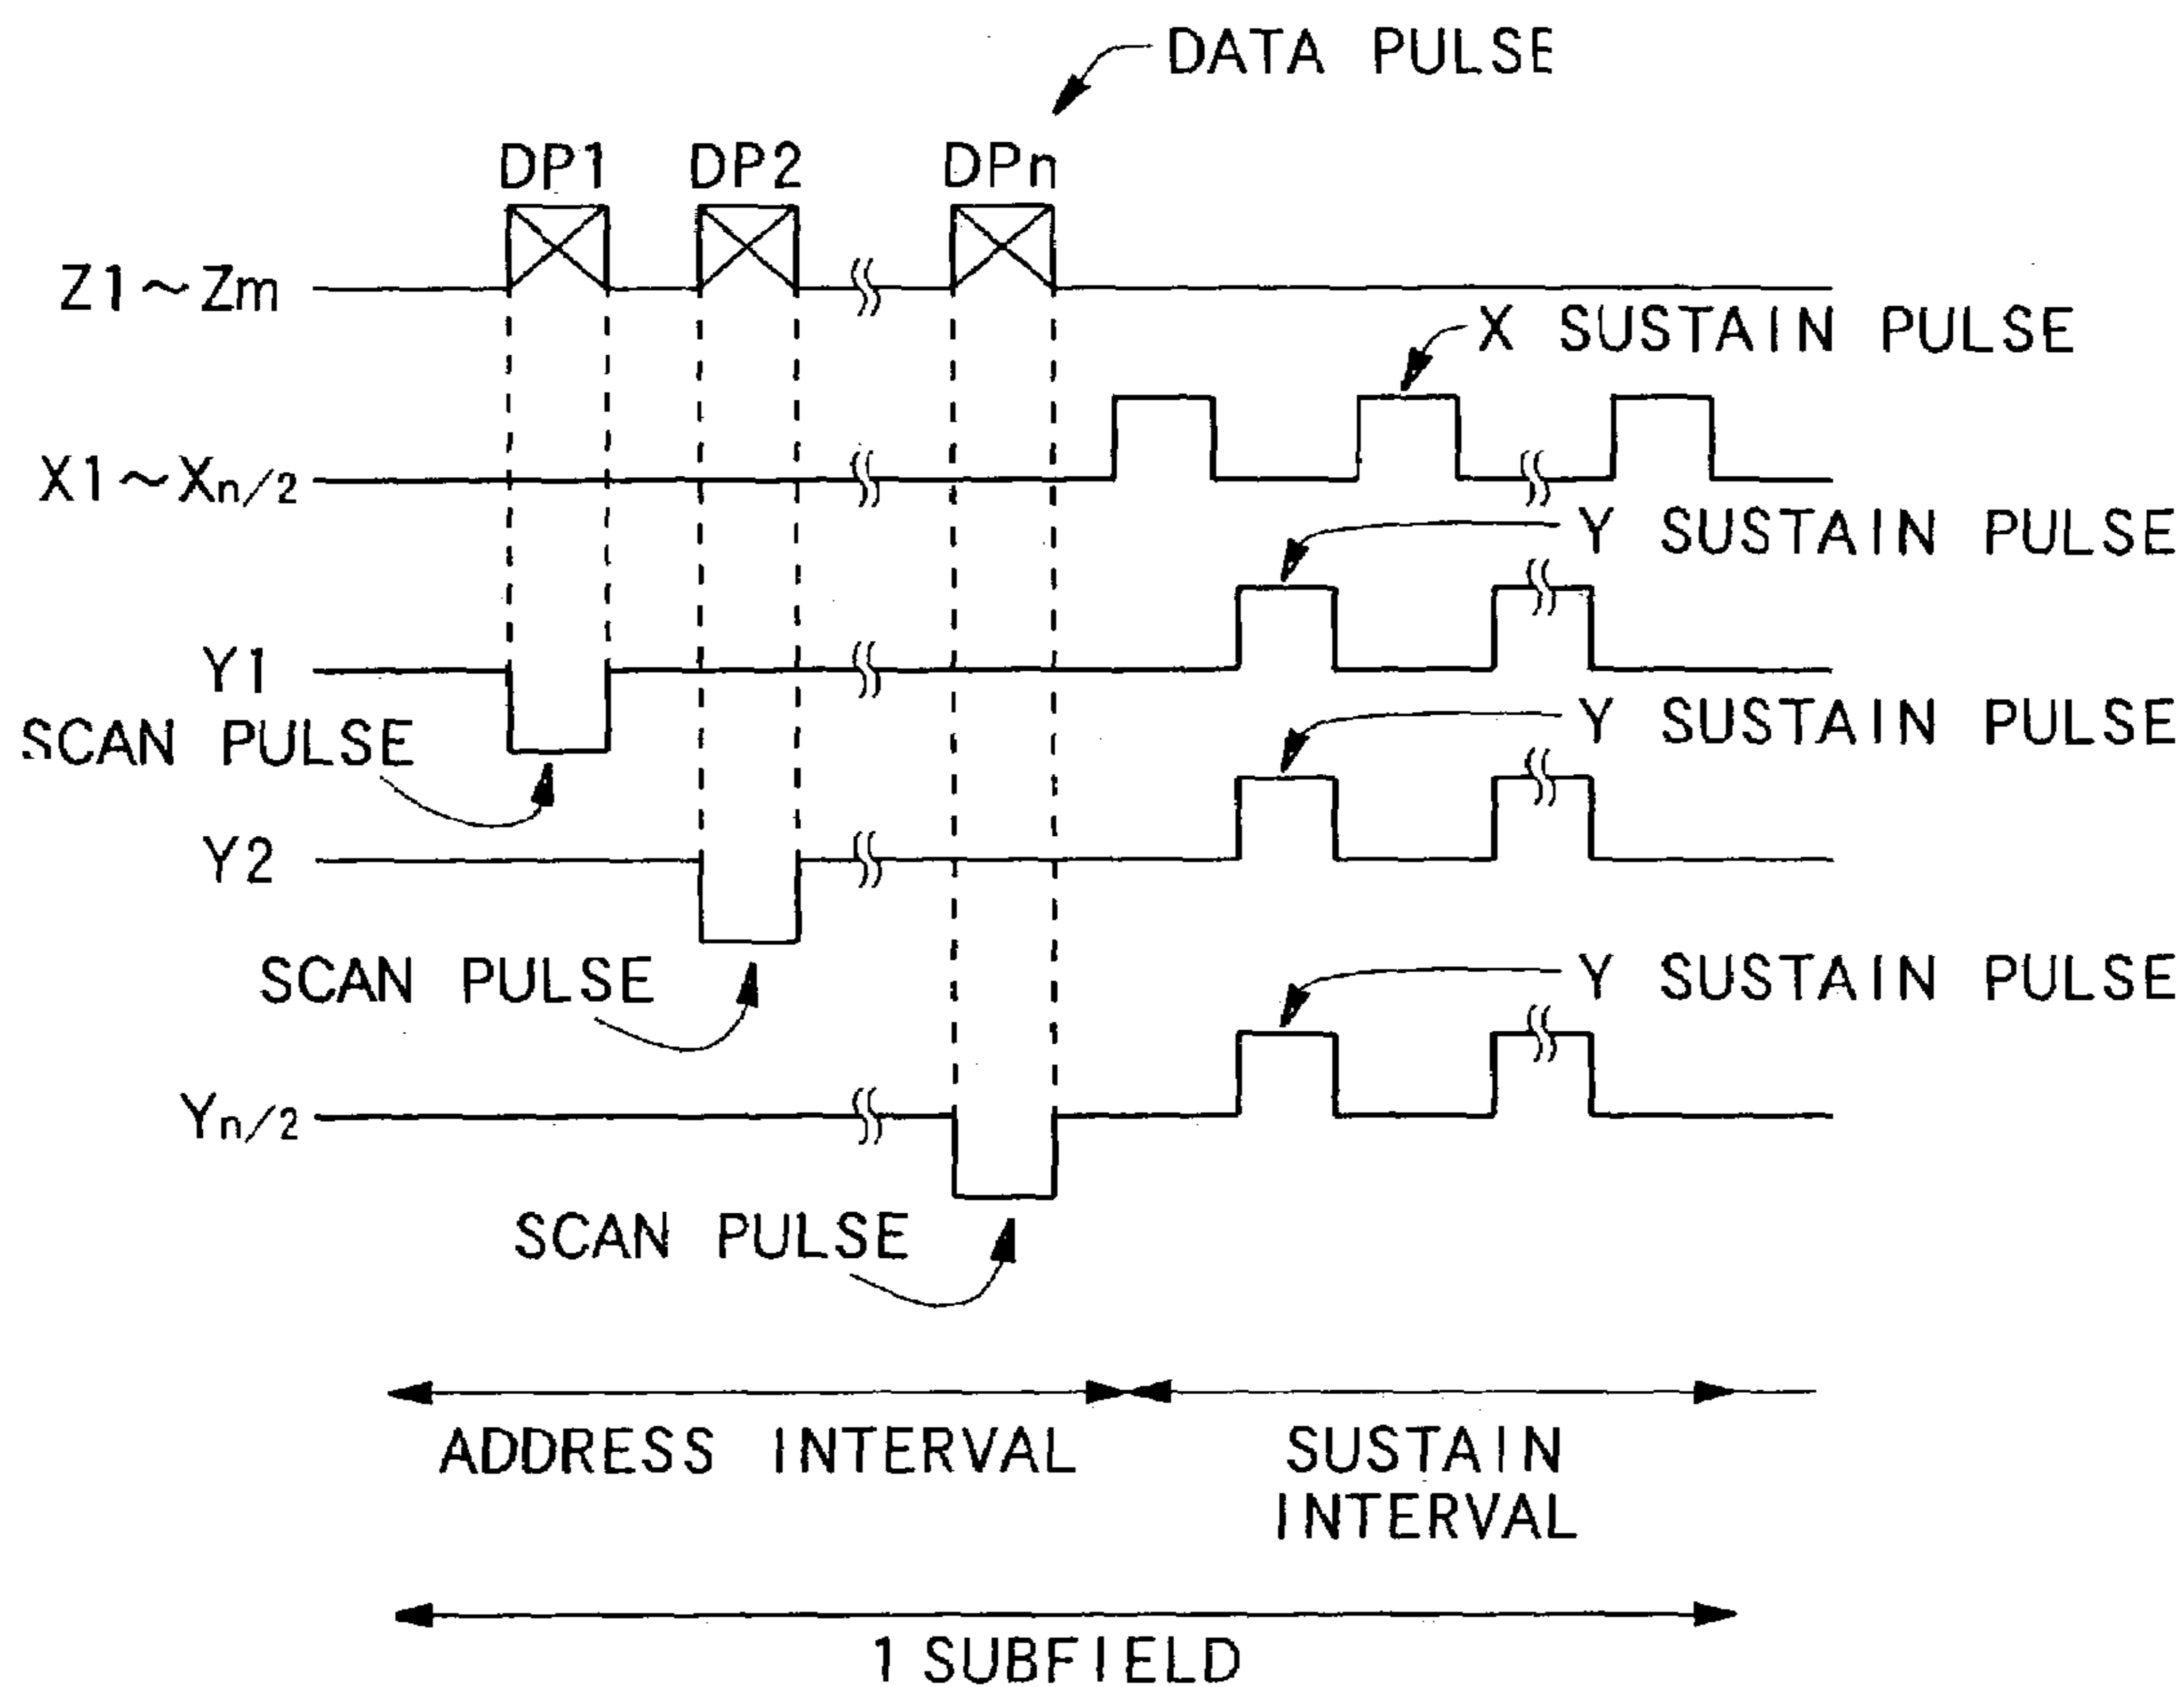 DATA PULSE
DP1 DP2 DPn
Z1~Zm
X SUSTAIN PULSE
X1~Xn/2
Y SUSTAIN PULSE
Y1
Y SUSTAIN PULSE
SCAN PULSE
Y2
SCAN PULSE
Y SUSTAIN PULSE
Yn/2
SCAN PULSE
ADDRESS INTERVAL
SUSTAIN
INTERVAL
1 SUBFIELD